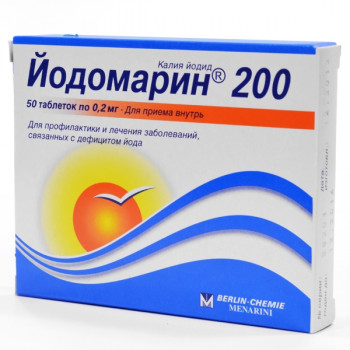 Калия йодид
Йодомарин® 200
50 таблеток по 0,2 мг · Для приема внутрь
Для профилактики и лечения заболеваний,
связанных с дефицитом йода
BERLIN-CHEMIE
MENARINI